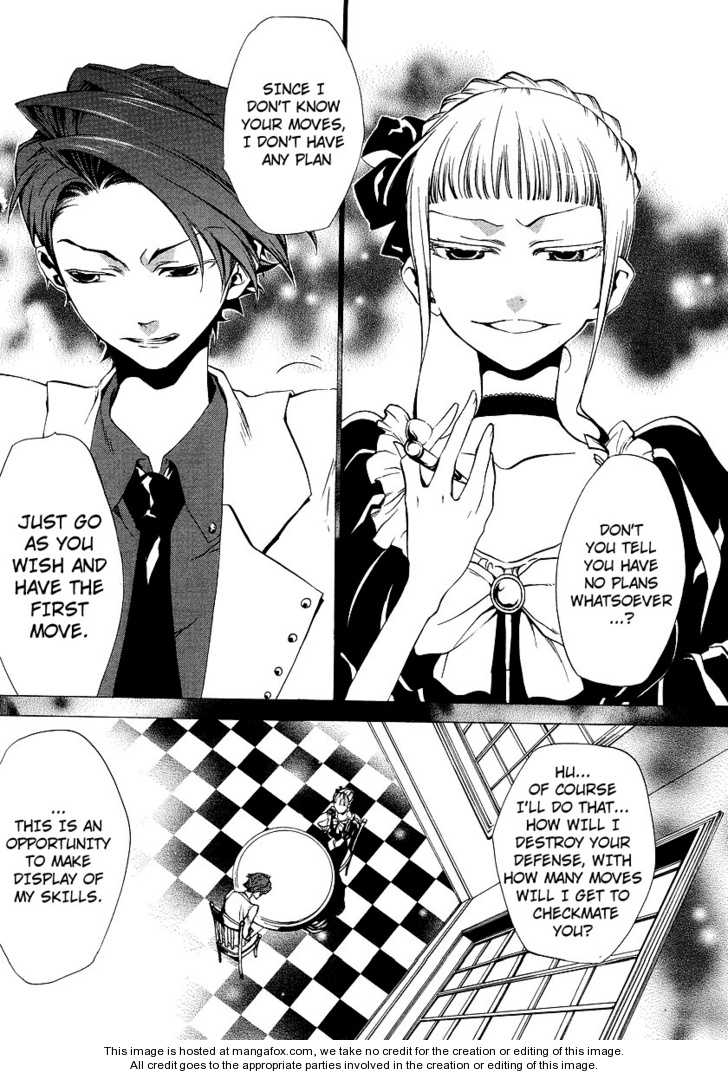 DON'T
YOU TELL
YOU HAVE
NO PLANS
WHATSOEVER
...?
SINCE I
DON'T KNOW
YOUR MOVES,
I DON'T HAVE
ANY PLAN
JUST GO
AS YOU
WISH AND
HAVE THE
FIRST
MOVE.
HU...
OF COURSE
I'LL DO THAT...
HOW WILL I
DESTROY YOUR
DEFENSE, WITH
HOW MANY MOVES
WILL I GET TO
CHECKMATE
YOU?
...
THIS IS AN
OPPORTUNITY
TO MAKE
DISPLAY OF
MY SKILLS.
This image is hosted at mangafox.com, we take no credit for the creation or editing of this image.
All credit goes to the appropriate parties involved in the creation or editing of this image.